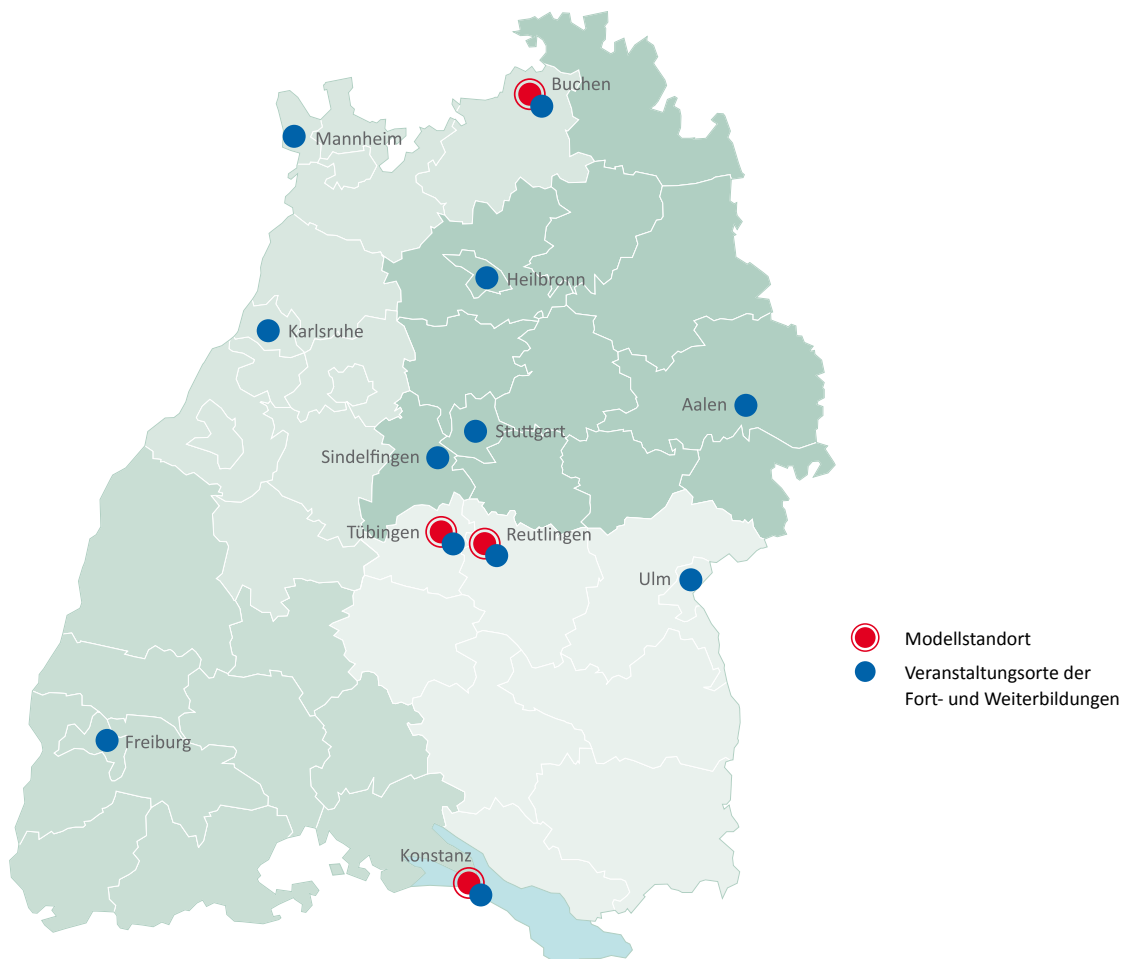 Buchen
Mannheim
Heilbronn
Karlsruhe
Aalen
Stuttgart
Sindelfingen
Tübingen
Reutlingen
Ulm
Modellstandort
Veranstaltungsorte der
Fort- und Weiterbildungen
Freiburg
Konstanz